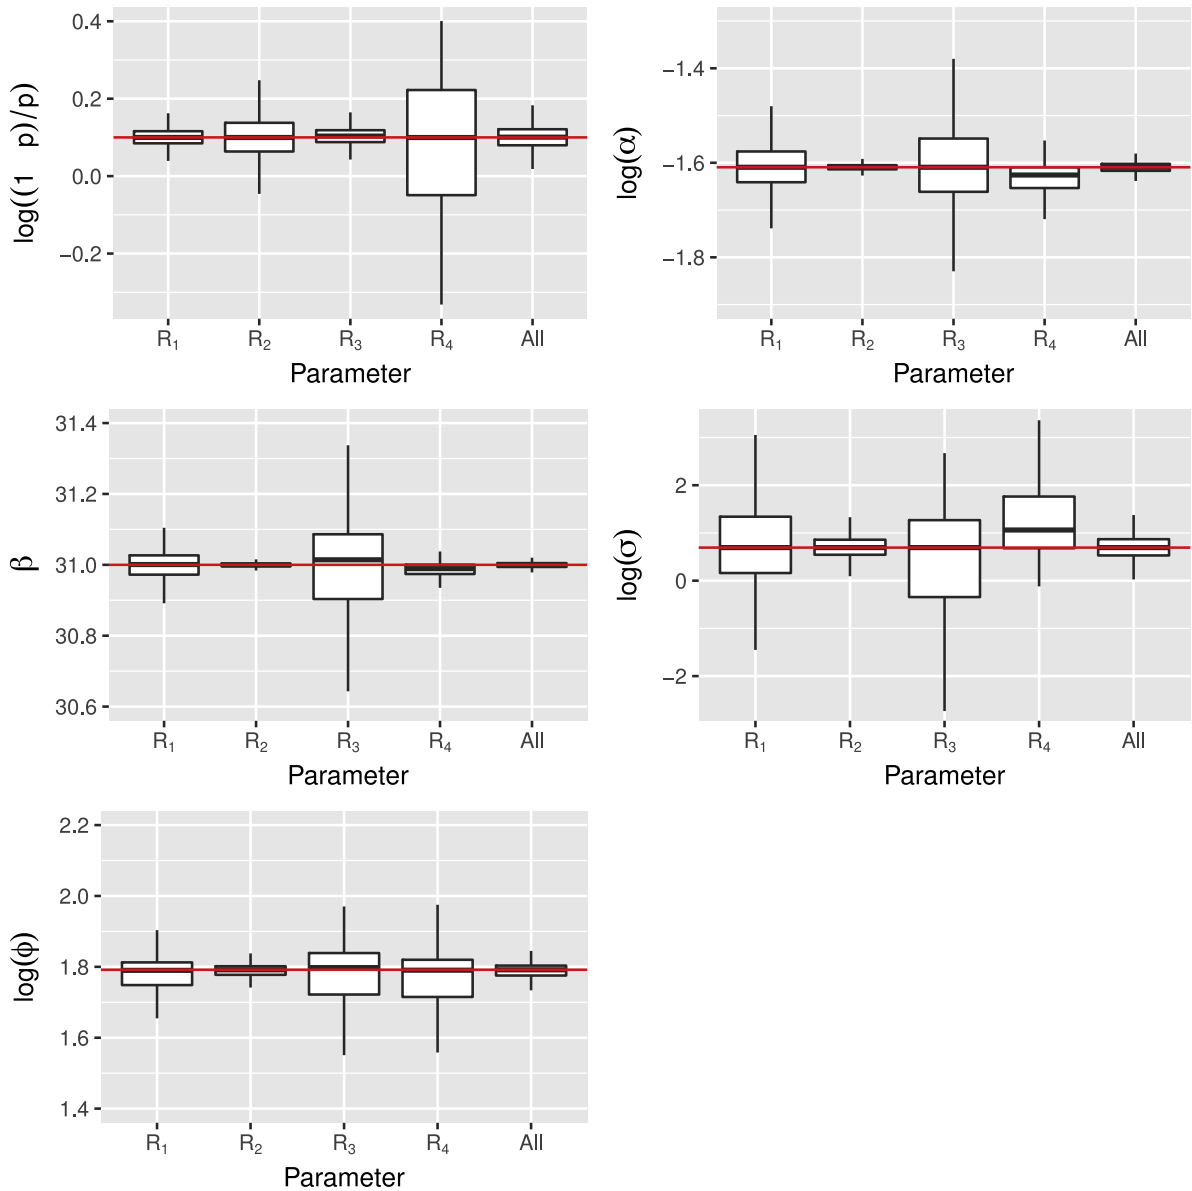 log((1 p)/p)
0.4
0.2
0.0
−0.2
R₁ R₂ R₃ R₄ All
Parameter
log(α)
−1.4
−1.6
−1.8
R₁ R₂ R₃ R₄ All
Parameter
β
31.4
31.2
31.0
30.8
30.6
R₁ R₂ R₃ R₄ All
Parameter
log(σ)
2
0
−2
R₁ R₂ R₃ R₄ All
Parameter
log(ϕ)
2.2
2.0
1.8
1.6
1.4
R₁ R₂ R₃ R₄ All
Parameter